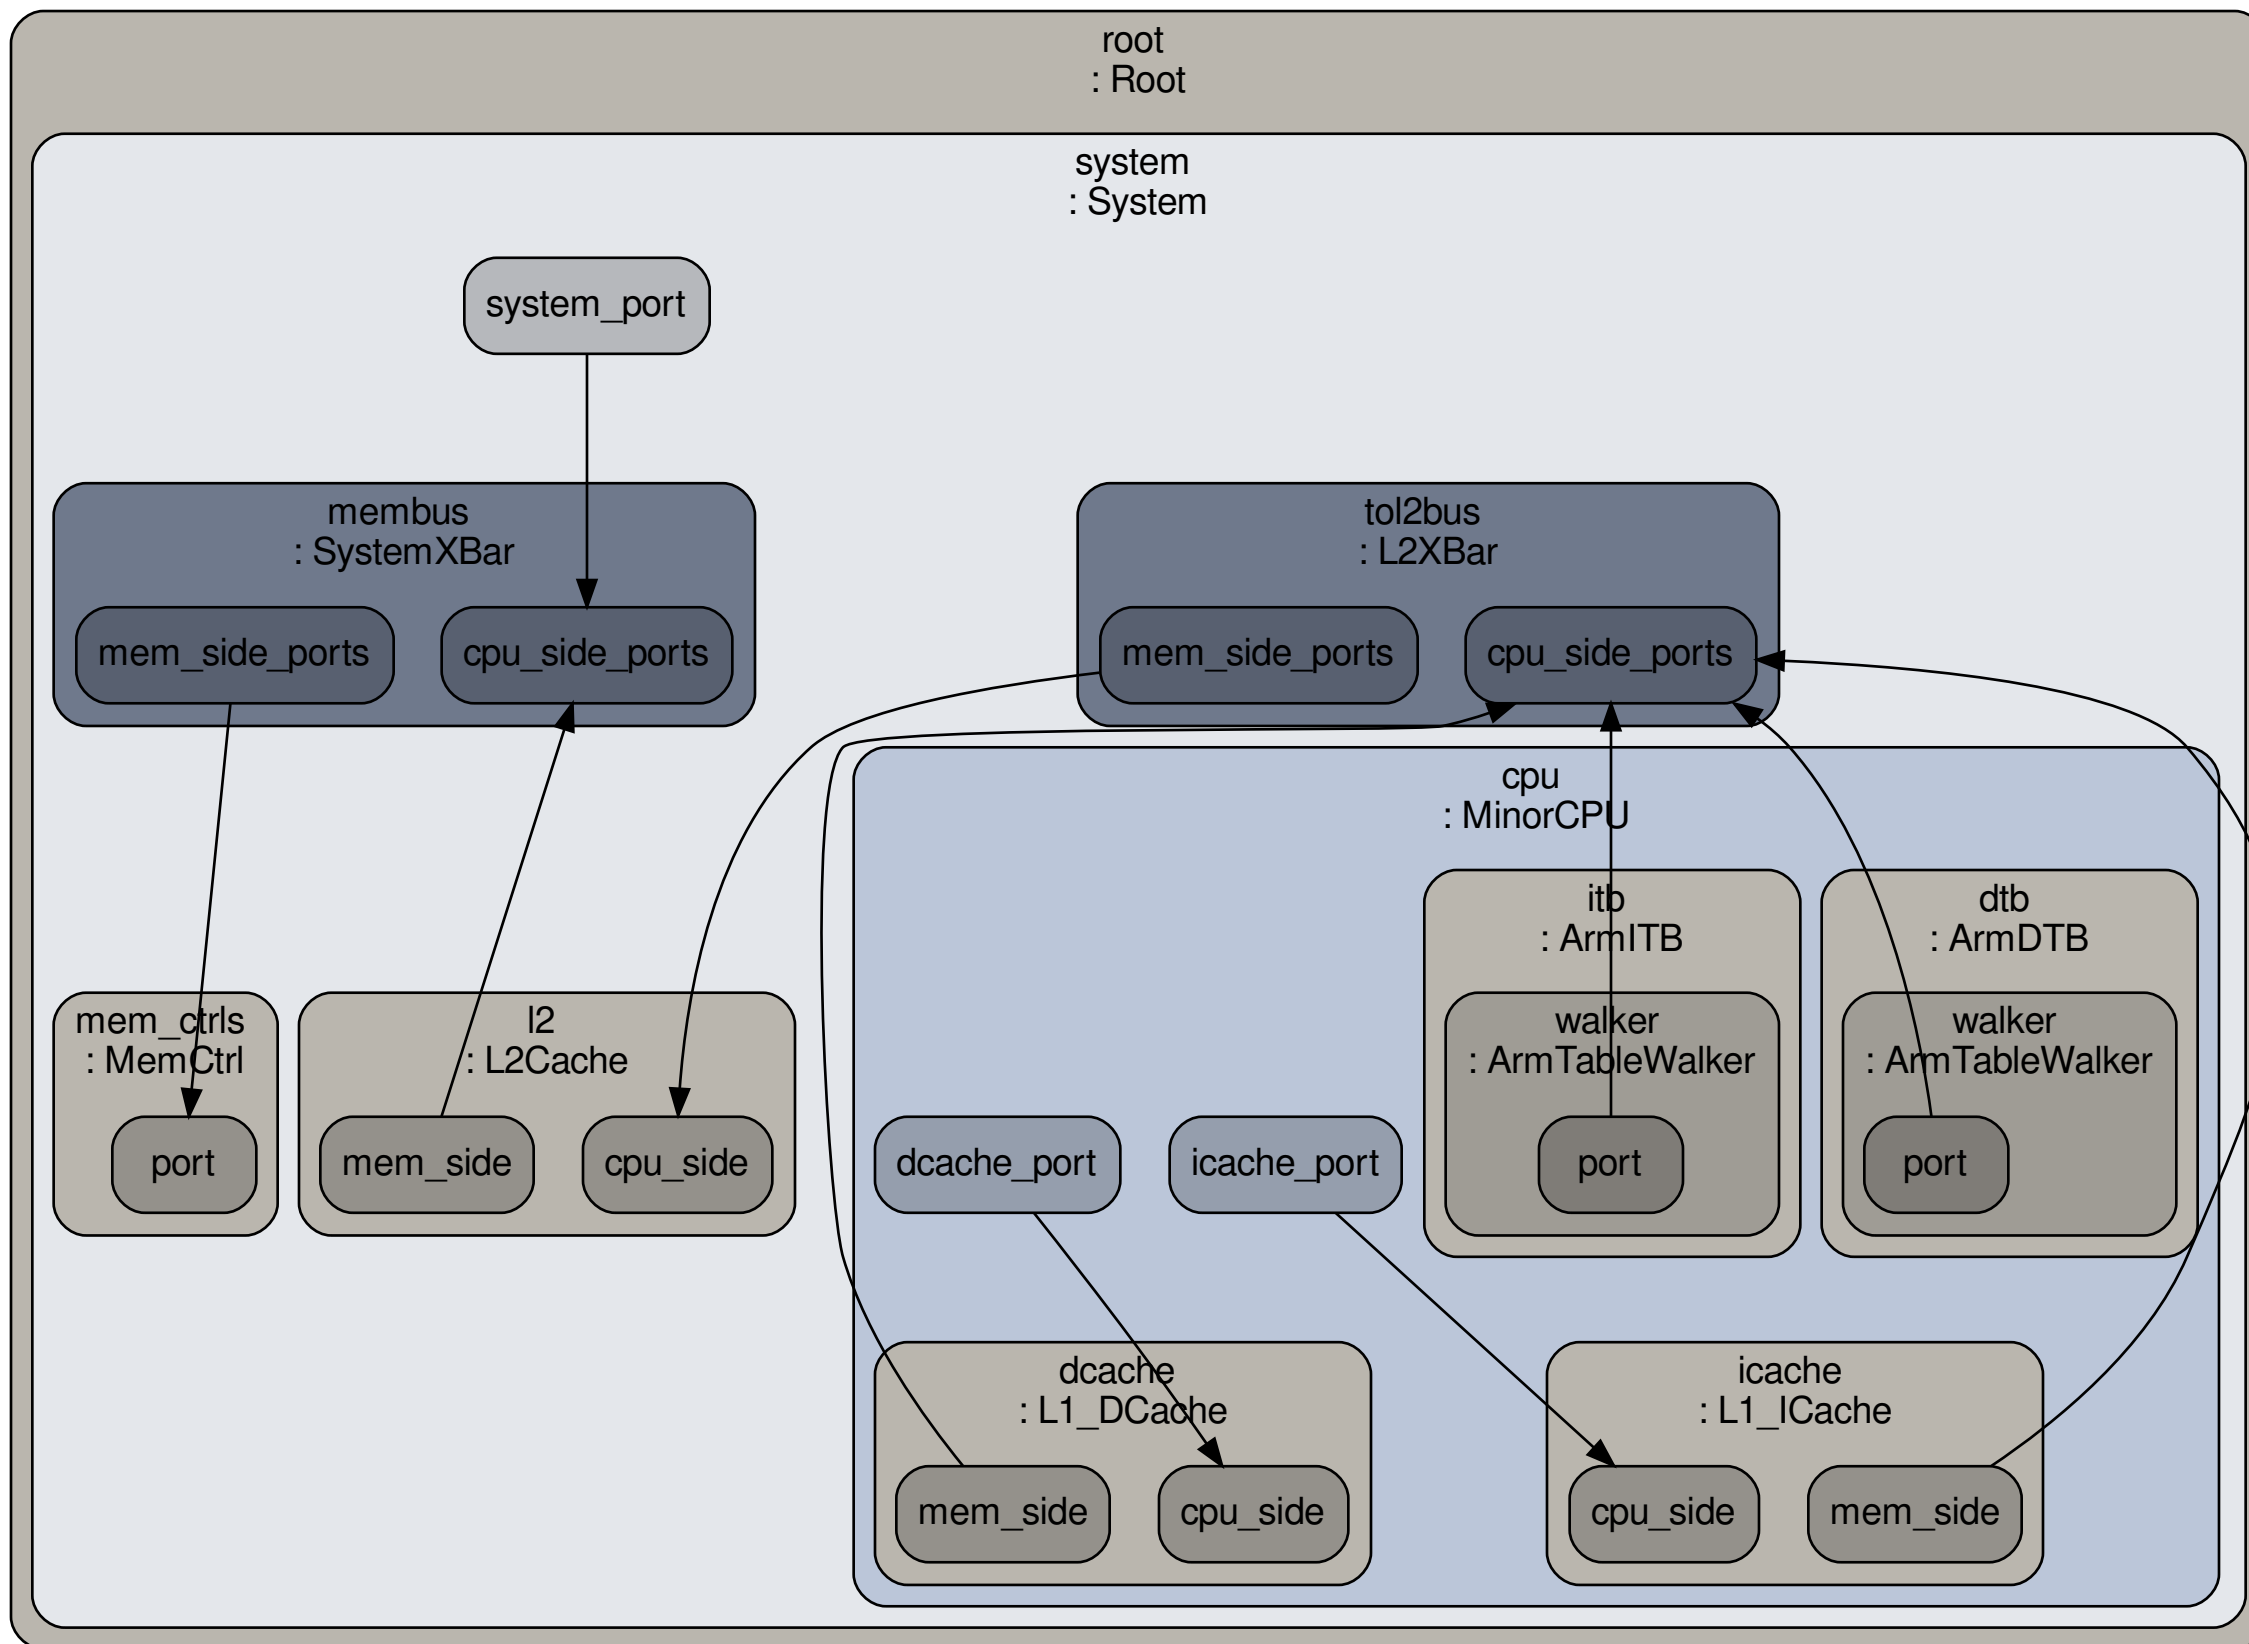 root
: Root
system
: System
system_port
membus
: SystemXBar
mem_side_ports
cpu_side_ports
tol2bus
: L2XBar
mem_side_ports
cpu_side_ports
cpu
: MinorCPU
itb
: ArmITB
walker
: ArmTableWalker
port
dtb
: ArmDTB
walker
: ArmTableWalker
port
mem_ctrls
: MemCtrl
port
l2
: L2Cache
mem_side
cpu_side
dcache_port
icache_port
dcache
: L1_DCache
mem_side
cpu_side
icache
: L1_ICache
cpu_side
mem_side